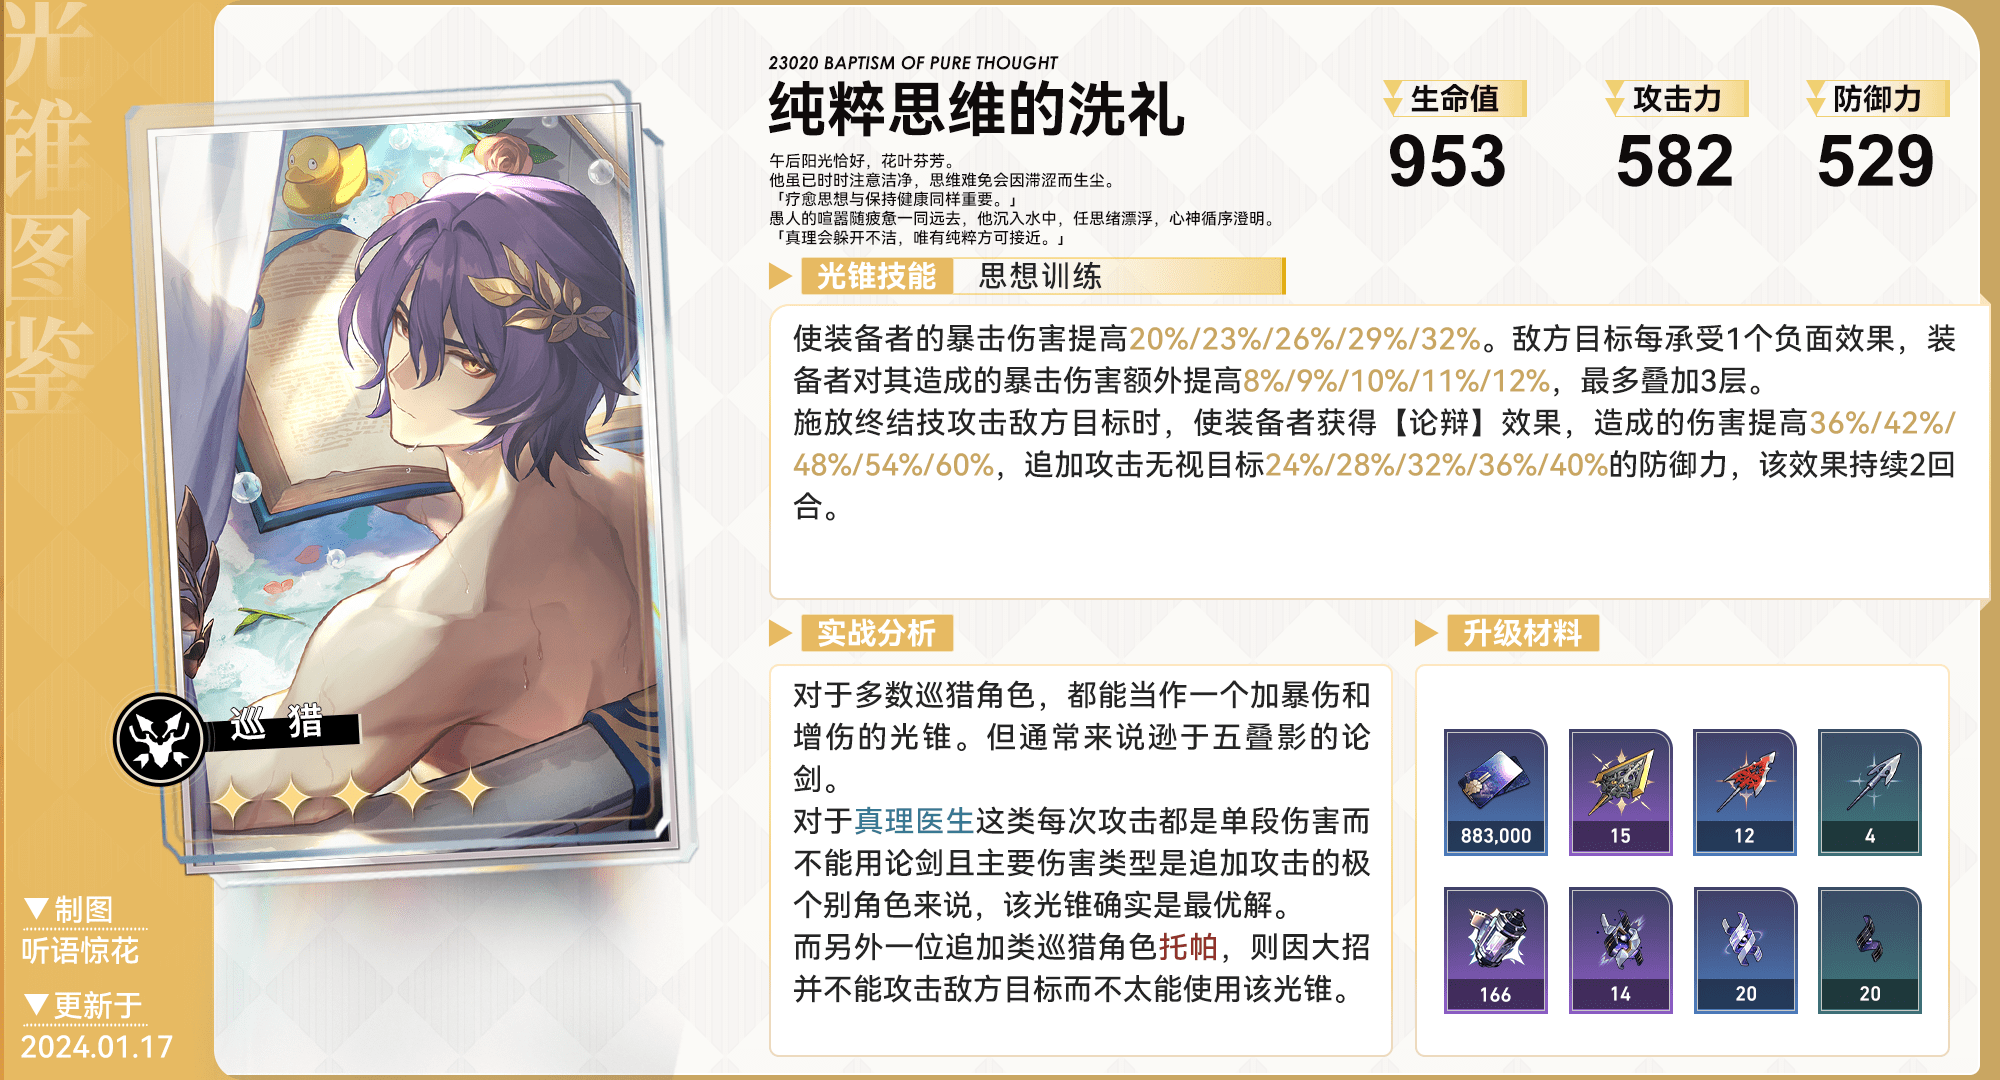 光锥图鉴
23020 BAPTISM OF PURE THOUGHT
纯粹思维的洗礼
午后阳光恰好，花叶芬芳。
他虽已时时注意洁净，思维难免会因滞涩而生尘。
「疗愈思想与保持健康同样重要。」
愚人的喧嚣随疲惫一同远去，他沉入水中，任思绪漂浮，心神循序澄明。
「真理会躲开不洁，唯有纯粹方可接近。」
生命值
953
攻击力
582
防御力
529
光锥技能 思想训练
使装备者的暴击伤害提高20%/23%/26%/29%/32%。敌方目标每承受1个负面效果，装
备者对其造成的暴击伤害额外提高8%/9%/10%/11%/12%，最多叠加3层。
施放终结技攻击敌方目标时，使装备者获得【论辩】效果，造成的伤害提高36%/42%/
48%/54%/60%，追加攻击无视目标24%/28%/32%/36%/40%的防御力，该效果持续2回
合。
实战分析
对于多数巡猎角色，都能当作一个加暴伤和
增伤的光锥。但通常来说逊于五叠影的论
剑。
对于真理医生这类每次攻击都是单段伤害而
不能用论剑且主要伤害类型是追加攻击的极
个别角色来说，该光锥确实是最优解。
而另外一位追加类巡猎角色托帕，则因大招
并不能攻击敌方目标而不太能使用该光锥。
升级材料
883,000
15
12
4
166
14
20
20
巡猎
▼制图
听语惊花
▼更新于
2024.01.17